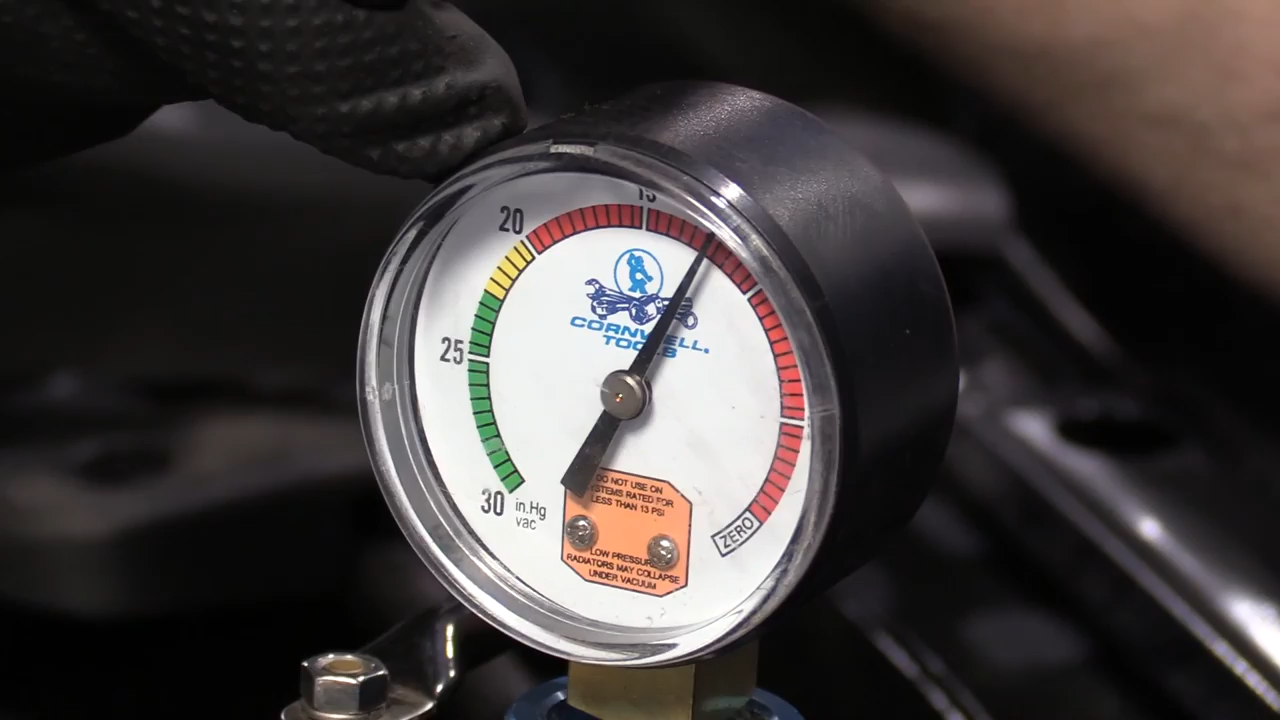 15
20
25
30
in.Hg
vac
CORNWELL
TOOLS
DO NOT USE ON
SYSTEMS RATED FOR
LESS THAN 13 PSI
LOW PRESSURE
RADIATORS MAY COLLAPSE
UNDER VACUUM
ZERO